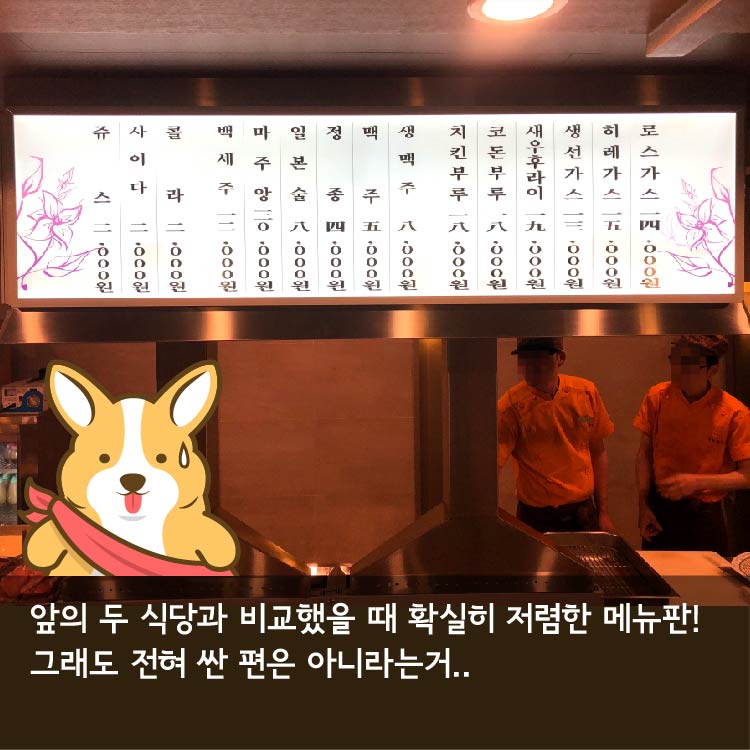 로스가스 一四.000원
히레가스 一五.000원
생선가스 一三.000원
새우후라이 一九.000원
코돈부루 一八.000원
치킨부루 一八.000원
생맥주 八.000원
맥주 五.000원
정종 四.000원
일본술 八.000원
마주앙 三0.000원
백세주 一二.000원
콜라 二.000원
사이다 二.000원
쥬스 二.000원
앞의 두 식당과 비교했을 때 확실히 저렴한 메뉴판!
그래도 전혀 싼 편은 아니라는거..